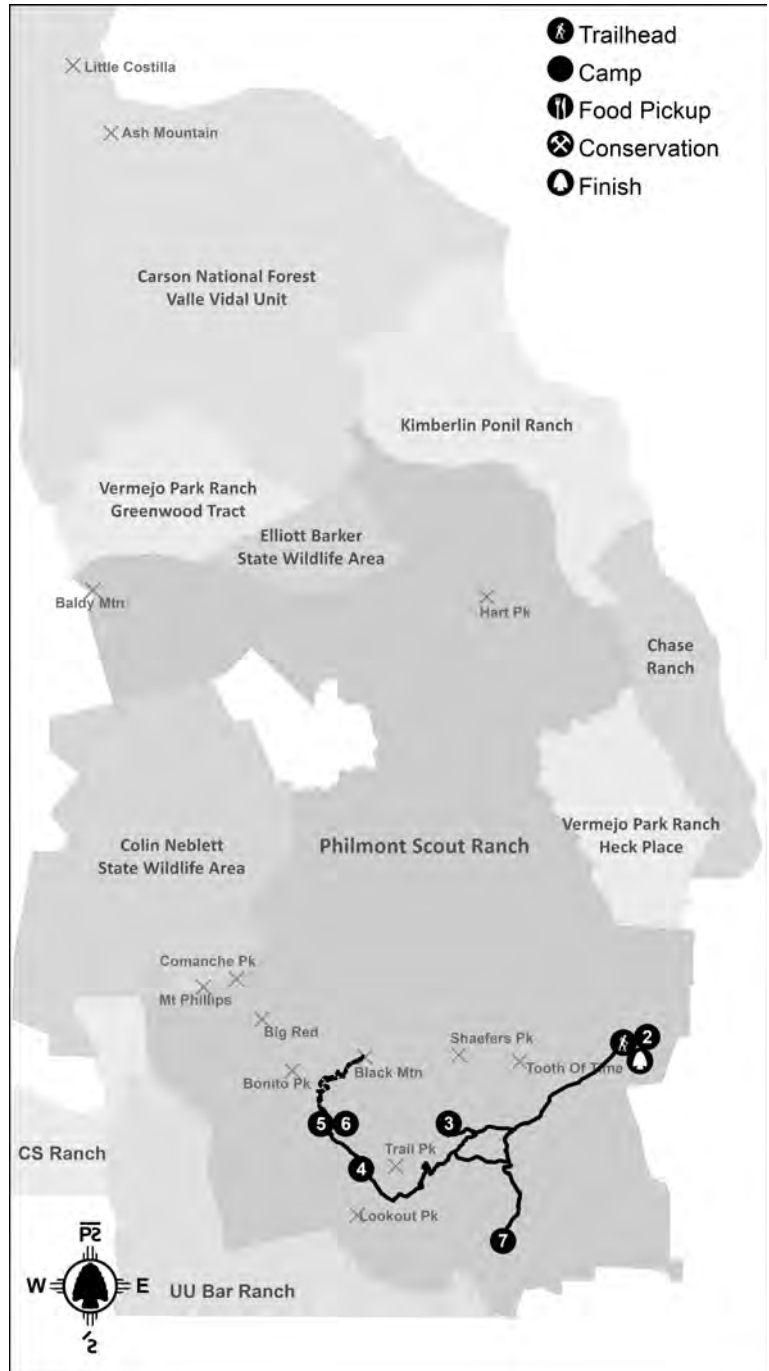 Trailhead
Camp
Food Pickup
Conservation
Finish
Little Costilla
Ash Mountain
Carson National Forest
Valle Vidal Unit
Kimberlin Ponil Ranch
Vermejo Park Ranch
Greenwood Tract
Elliott Barker
State Wildlife Area
Baldy Mtn
Hart Pk
Chase
Ranch
Colin Neblett
State Wildlife Area
Philmont Scout Ranch
Vermejo Park Ranch
Heck Place
Comanche Pk
Mt Phillips
Big Red
Bonito Pk
Black Mtn
Shaefers Pk
Tooth Of Time
2
5
6
3
Trail Pk
4
Lookout Pk
7
CS Ranch
W
E
UU Bar Ranch